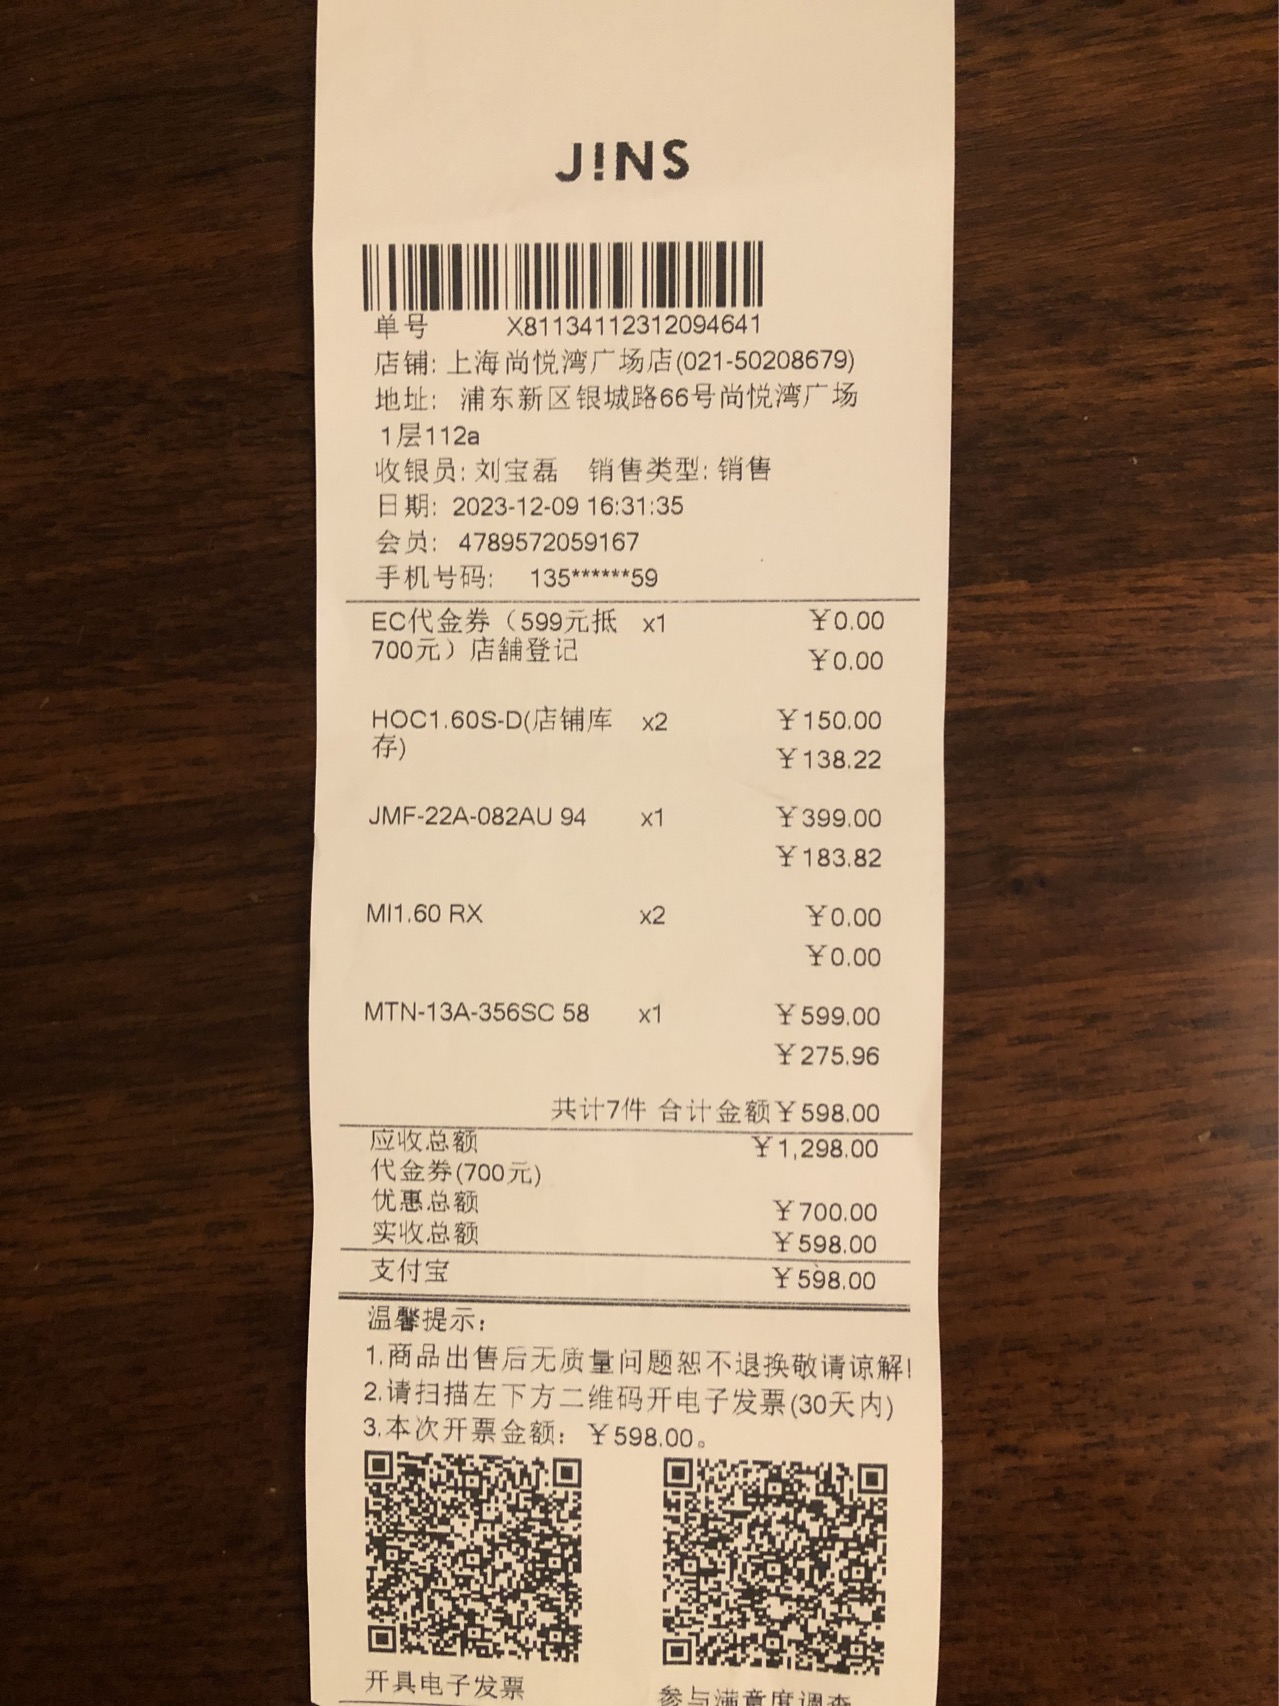 J!NS
单号 X81134112312094641
店铺: 上海尚悦湾广场店(021-50208679)
地址: 浦东新区银城路66号尚悦湾广场
1层112a
收银员: 刘宝磊 销售类型: 销售
日期: 2023-12-09 16:31:35
会员: 4789572059167
手机号码: 135******59
EC代金券（599元抵 x1 ¥0.00
700元）店舗登记 ¥0.00
HOC1.60S-D(店铺库 x2 ¥150.00
存) ¥138.22
JMF-22A-082AU 94 x1 ¥399.00
¥183.82
MI1.60 RX x2 ¥0.00
¥0.00
MTN-13A-356SC 58 x1 ¥599.00
¥275.96
共计7件 合计金额¥598.00
应收总额 ¥1,298.00
代金券(700元)
优惠总额 ¥700.00
实收总额 ¥598.00
支付宝 ¥598.00
温馨提示:
1.商品出售后无质量问题恕不退换敬请谅解!
2.请扫描左下方二维码开电子发票(30天内)
3.本次开票金额: ¥598.00。
开具电子发票 参与满意度调查